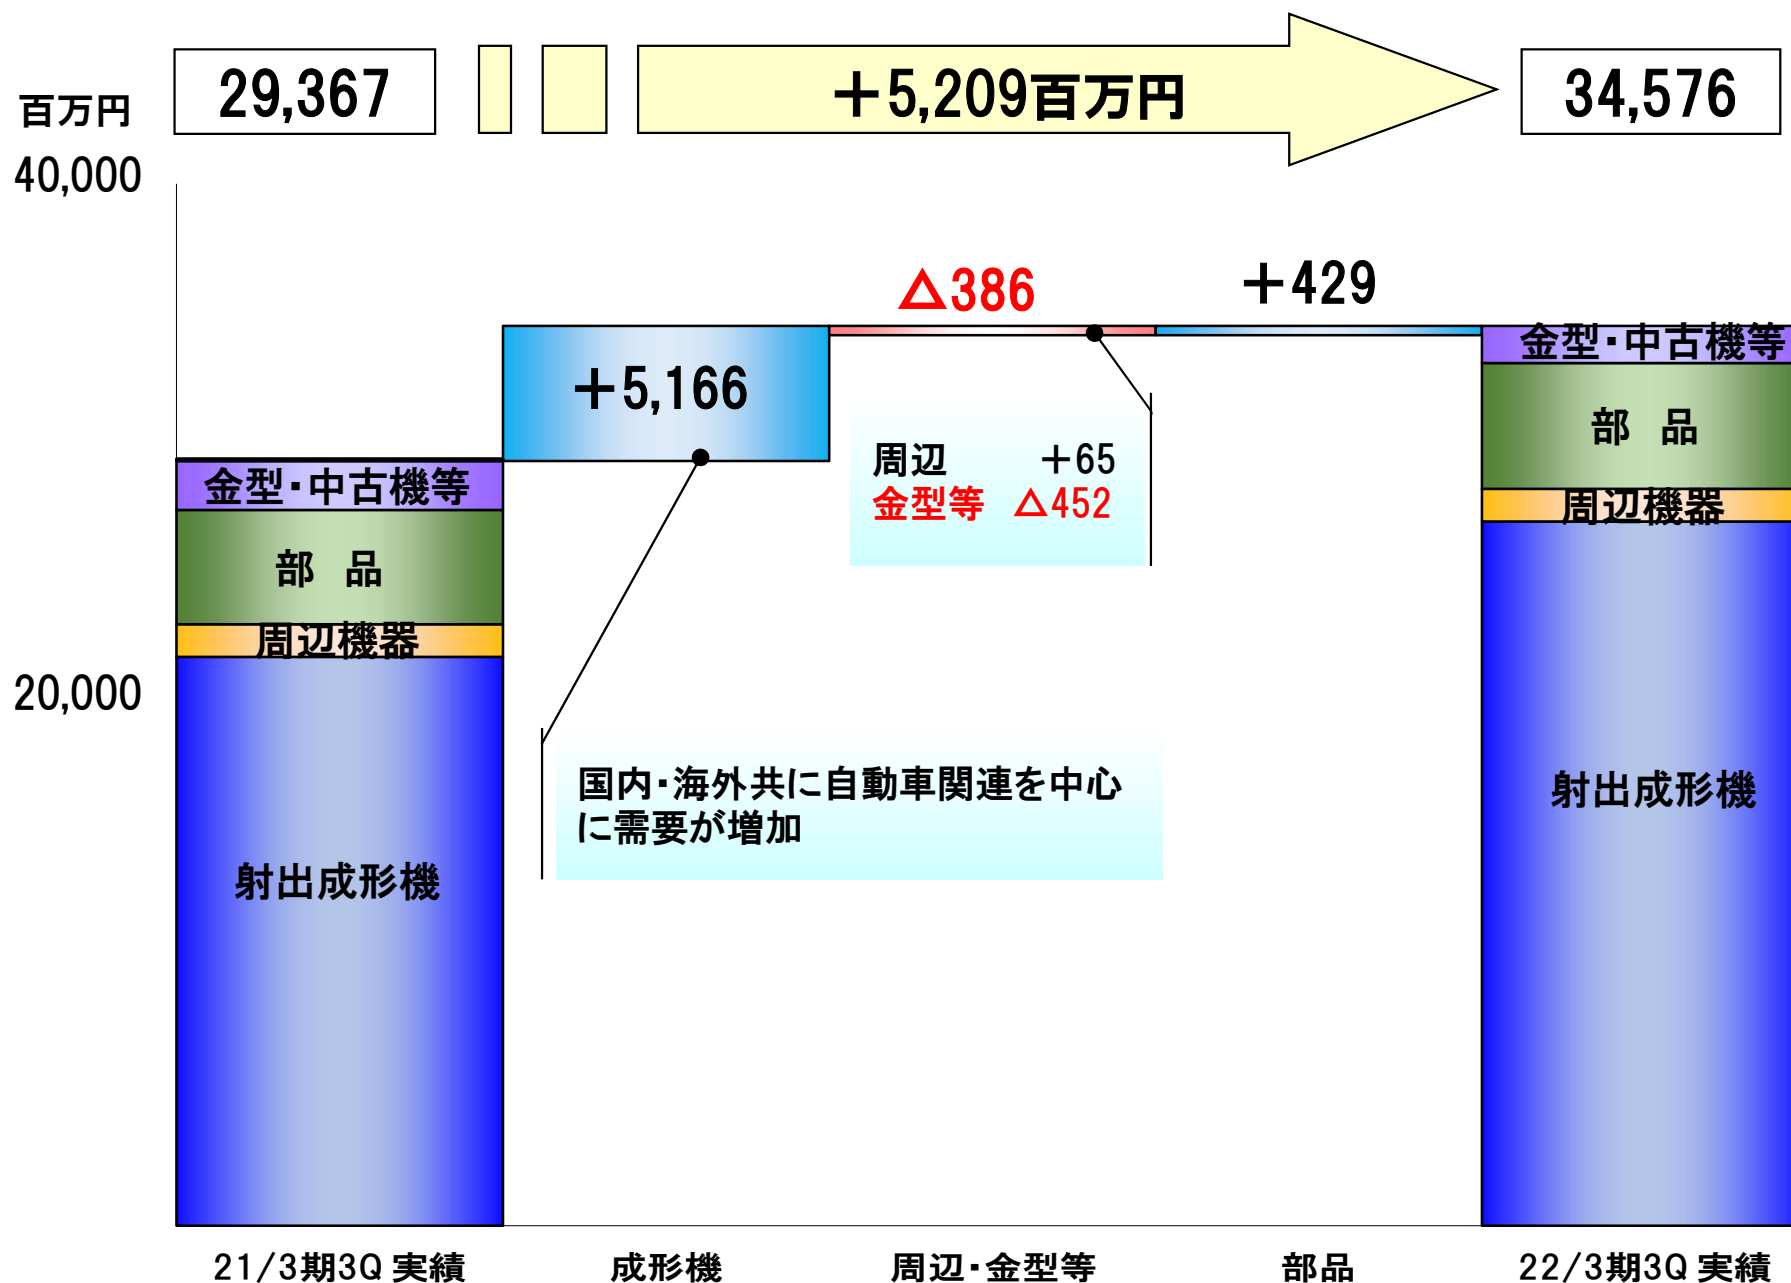 百万円
29,367
+5,209百万円
34,576
40,000
20,000
△386
+429
+5,166
周辺 +65
金型等 △452
国内・海外共に自動車関連を中心
に需要が増加
金型・中古機等
部 品
周辺機器
射出成形機
金型・中古機等
部 品
周辺機器
射出成形機
21/3期3Q 実績
成形機
周辺・金型等
部品
22/3期3Q 実績